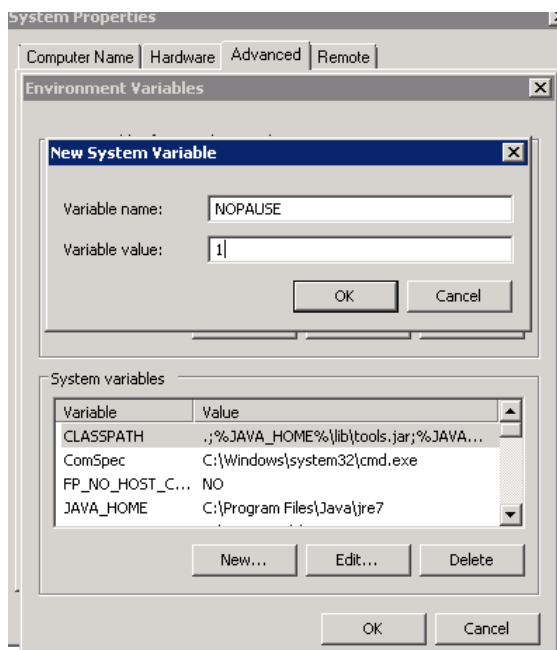 System Properties
Computer Name Hardware Advanced Remote
Environment Variables
New System Variable
Variable name: NOPAUSE
Variable value: 1
OK Cancel
System variables
Variable Value
CLASSPATH .;%JAVA_HOME%\lib\tools.jar;%JAVA...
ComSpec C:\Windows\system32\cmd.exe
FP_NO_HOST_C... NO
JAVA_HOME C:\Program Files\Java\jre7
New... Edit... Delete
OK Cancel